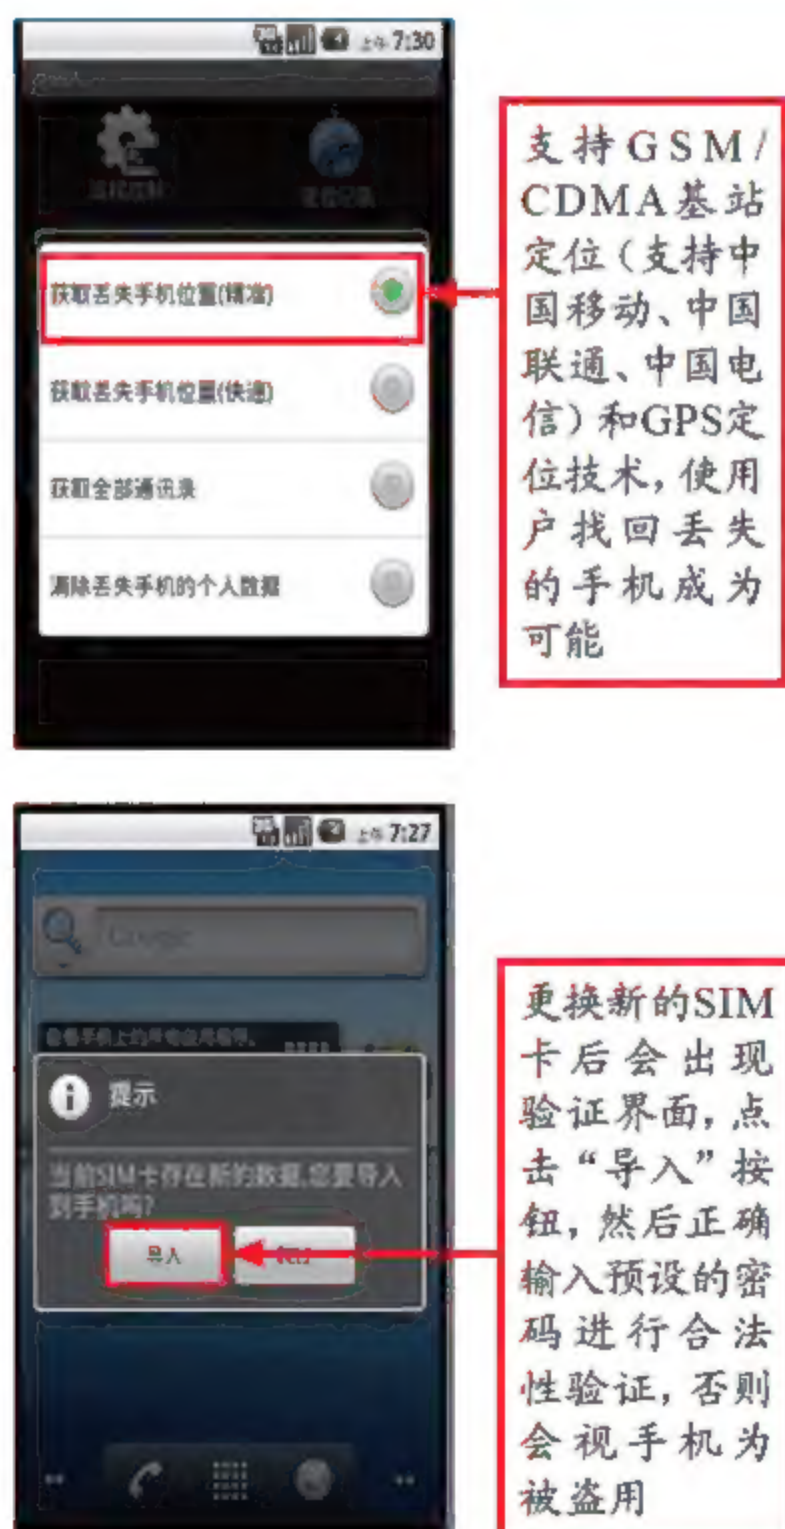 上午 7:30
获取丢失手机位置(精准)
获取丢失手机位置(快速)
获取全部通讯录
清除丢失手机的个人数据
支持GSM/
CDMA基站
定位(支持中
国移动、中国
联通、中国电
信)和GPS定
位技术,使用
户找回丢失
的手机成为
可能
上午 7:27
Google
提示
当前SIM卡存在新的数据,您要导入
到手机吗?
导入
更换新的SIM
卡后会出现
验证界面,点
击“导入”按
钮,然后正确
输入预设的密
码进行合法
性验证,否则
会视手机为
被盗用